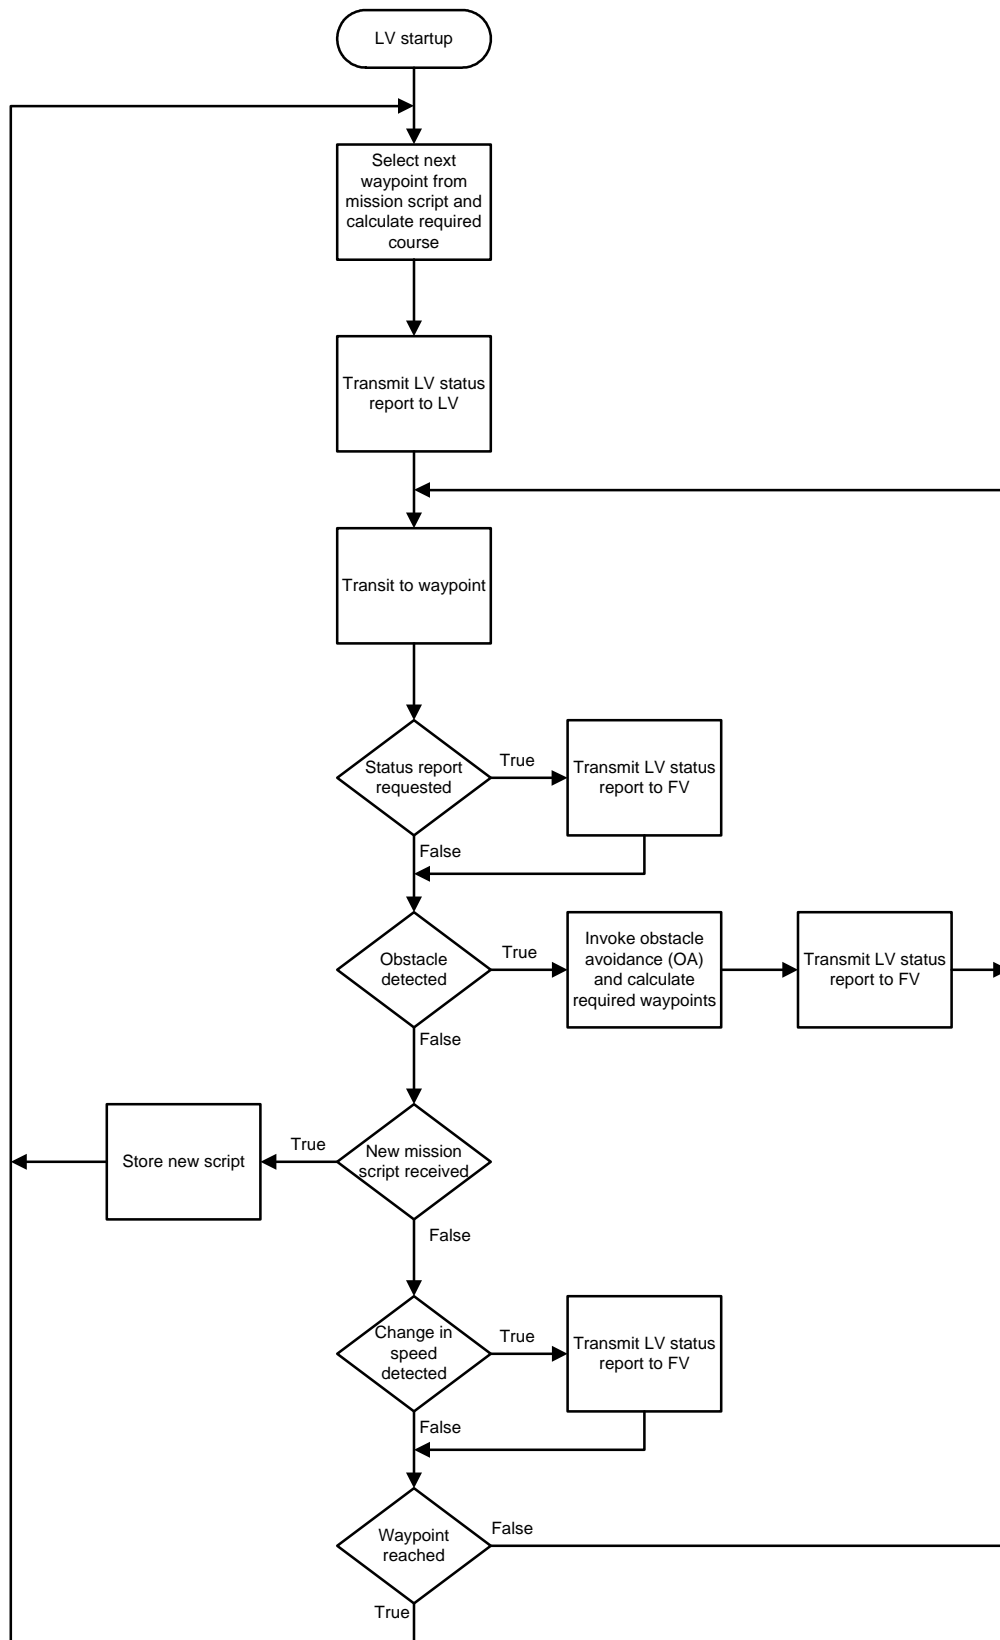 LV startup
Select next
waypoint from
mission script and
calculate required
course
Transmit LV status
report to LV
Transit to waypoint
Status report
requested
True
Transmit LV status
report to FV
False
Obstacle
detected
True
Invoke obstacle
avoidance (OA)
and calculate
required waypoints
Transmit LV status
report to FV
False
New mission
script received
True
Store new script
False
Change in
speed
detected
True
Transmit LV status
report to FV
False
Waypoint
reached
False
True